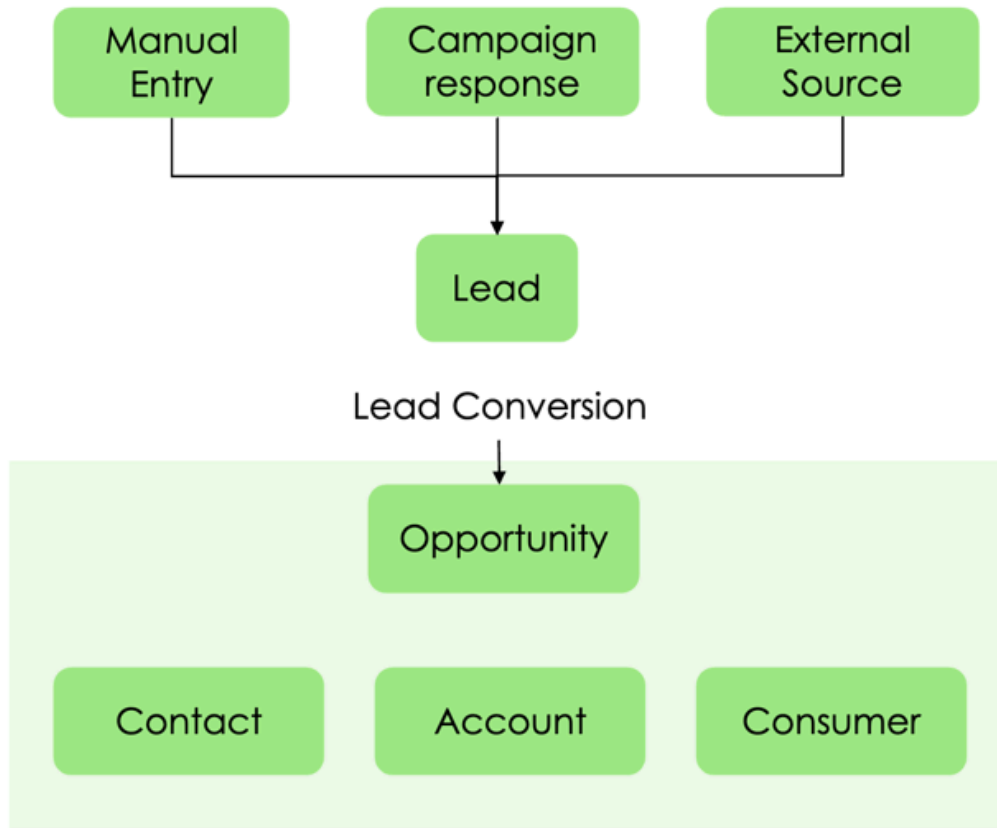 Manual
Entry
Campaign
response
External
Source
Lead
Lead Conversion
Opportunity
Contact
Account
Consumer